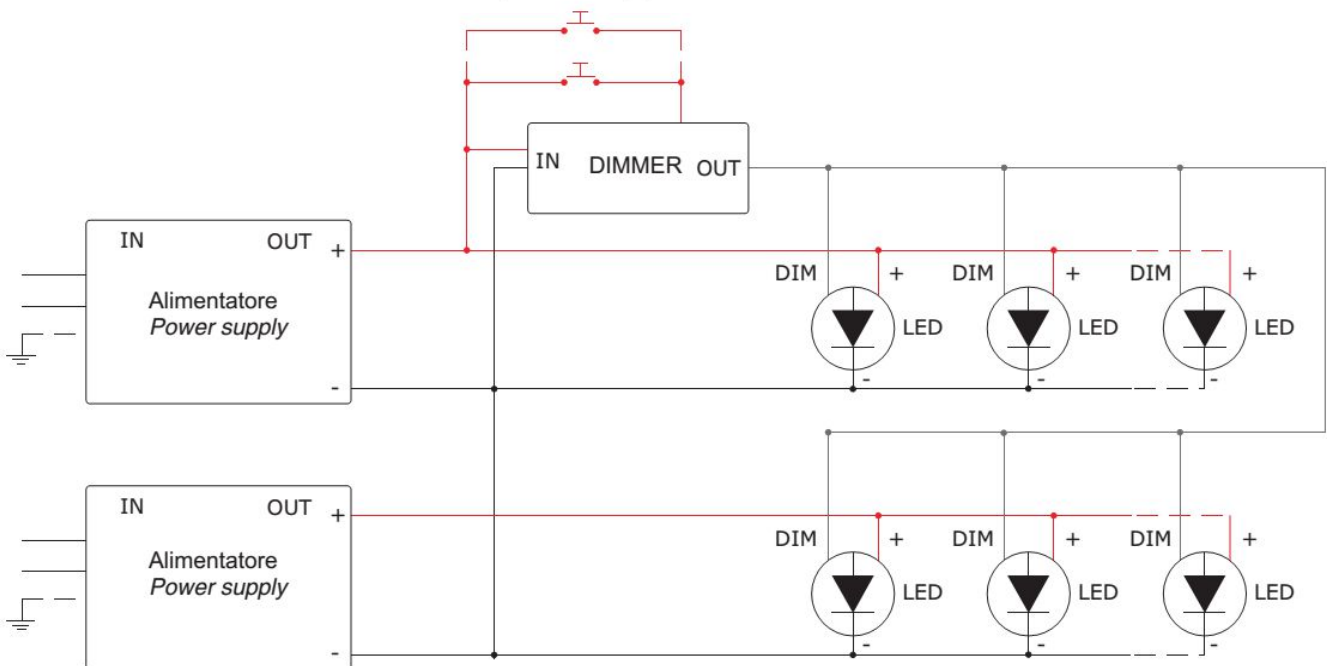 IN DIMMER OUT
IN OUT +
Alimentatore
Power supply
-
DIM + DIM + DIM +
LED LED LED
- - -
IN OUT +
Alimentatore
Power supply
-
DIM + DIM + DIM +
LED LED LED
- - -